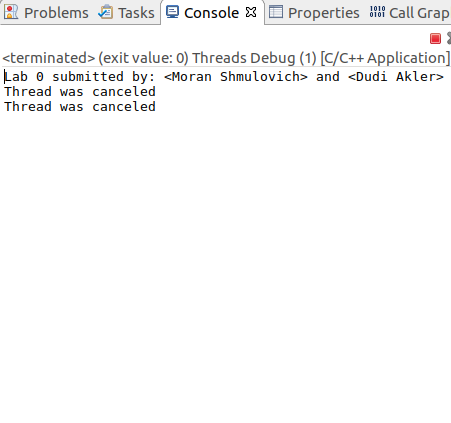 Problems Tasks Console Properties Call Grap
<terminated> (exit value: 0) Threads Debug (1) [C/C++ Application]
Lab 0 submitted by: <Moran Shmulovich> and <Dudi Akler>
Thread was canceled
Thread was canceled